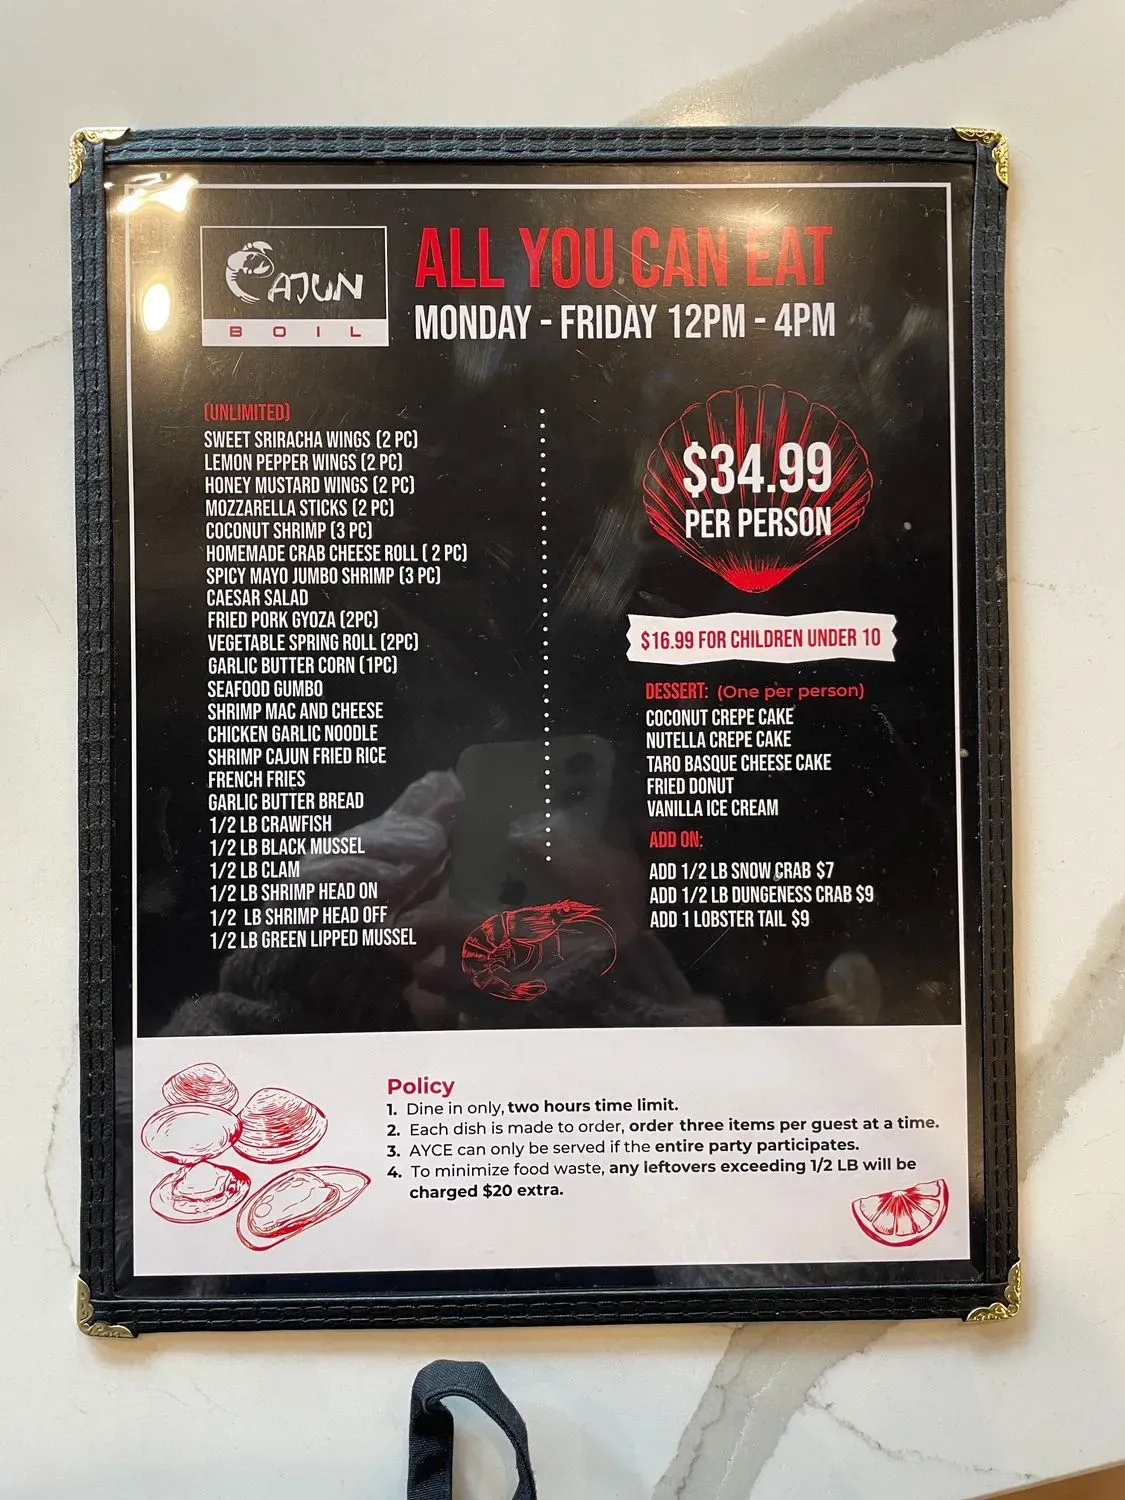 CAJUN
BOIL
ALL YOU CAN EAT
MONDAY - FRIDAY 12PM - 4PM
(UNLIMITED)
SWEET SRIRACHA WINGS (2 PC)
LEMON PEPPER WINGS (2 PC)
HONEY MUSTARD WINGS (2 PC)
MOZZARELLA STICKS (2 PC)
COCONUT SHRIMP (3 PC)
HOMEMADE CRAB CHEESE ROLL ( 2 PC)
SPICY MAYO JUMBO SHRIMP (3 PC)
CAESAR SALAD
FRIED PORK GYOZA (2PC)
VEGETABLE SPRING ROLL (2PC)
GARLIC BUTTER CORN (1PC)
SEAFOOD GUMBO
SHRIMP MAC AND CHEESE
CHICKEN GARLIC NOODLE
SHRIMP CAJUN FRIED RICE
FRENCH FRIES
GARLIC BUTTER BREAD
1/2 LB CRAWFISH
1/2 LB BLACK MUSSEL
1/2 LB CLAM
1/2 LB SHRIMP HEAD ON
1/2 LB SHRIMP HEAD OFF
1/2 LB GREEN LIPPED MUSSEL
$34.99
PER PERSON
$16.99 FOR CHILDREN UNDER 10
DESSERT: (One per person)
COCONUT CREPE CAKE
NUTELLA CREPE CAKE
TARO BASQUE CHEESE CAKE
FRIED DONUT
VANILLA ICE CREAM
ADD ON:
ADD 1/2 LB SNOW CRAB $7
ADD 1/2 LB DUNGENESS CRAB $9
ADD 1 LOBSTER TAIL $9
Policy
1. Dine in only, two hours time limit.
2. Each dish is made to order, order three items per guest at a time.
3. AYCE can only be served if the entire party participates.
4. To minimize food waste, any leftovers exceeding 1/2 LB will be
charged $20 extra.